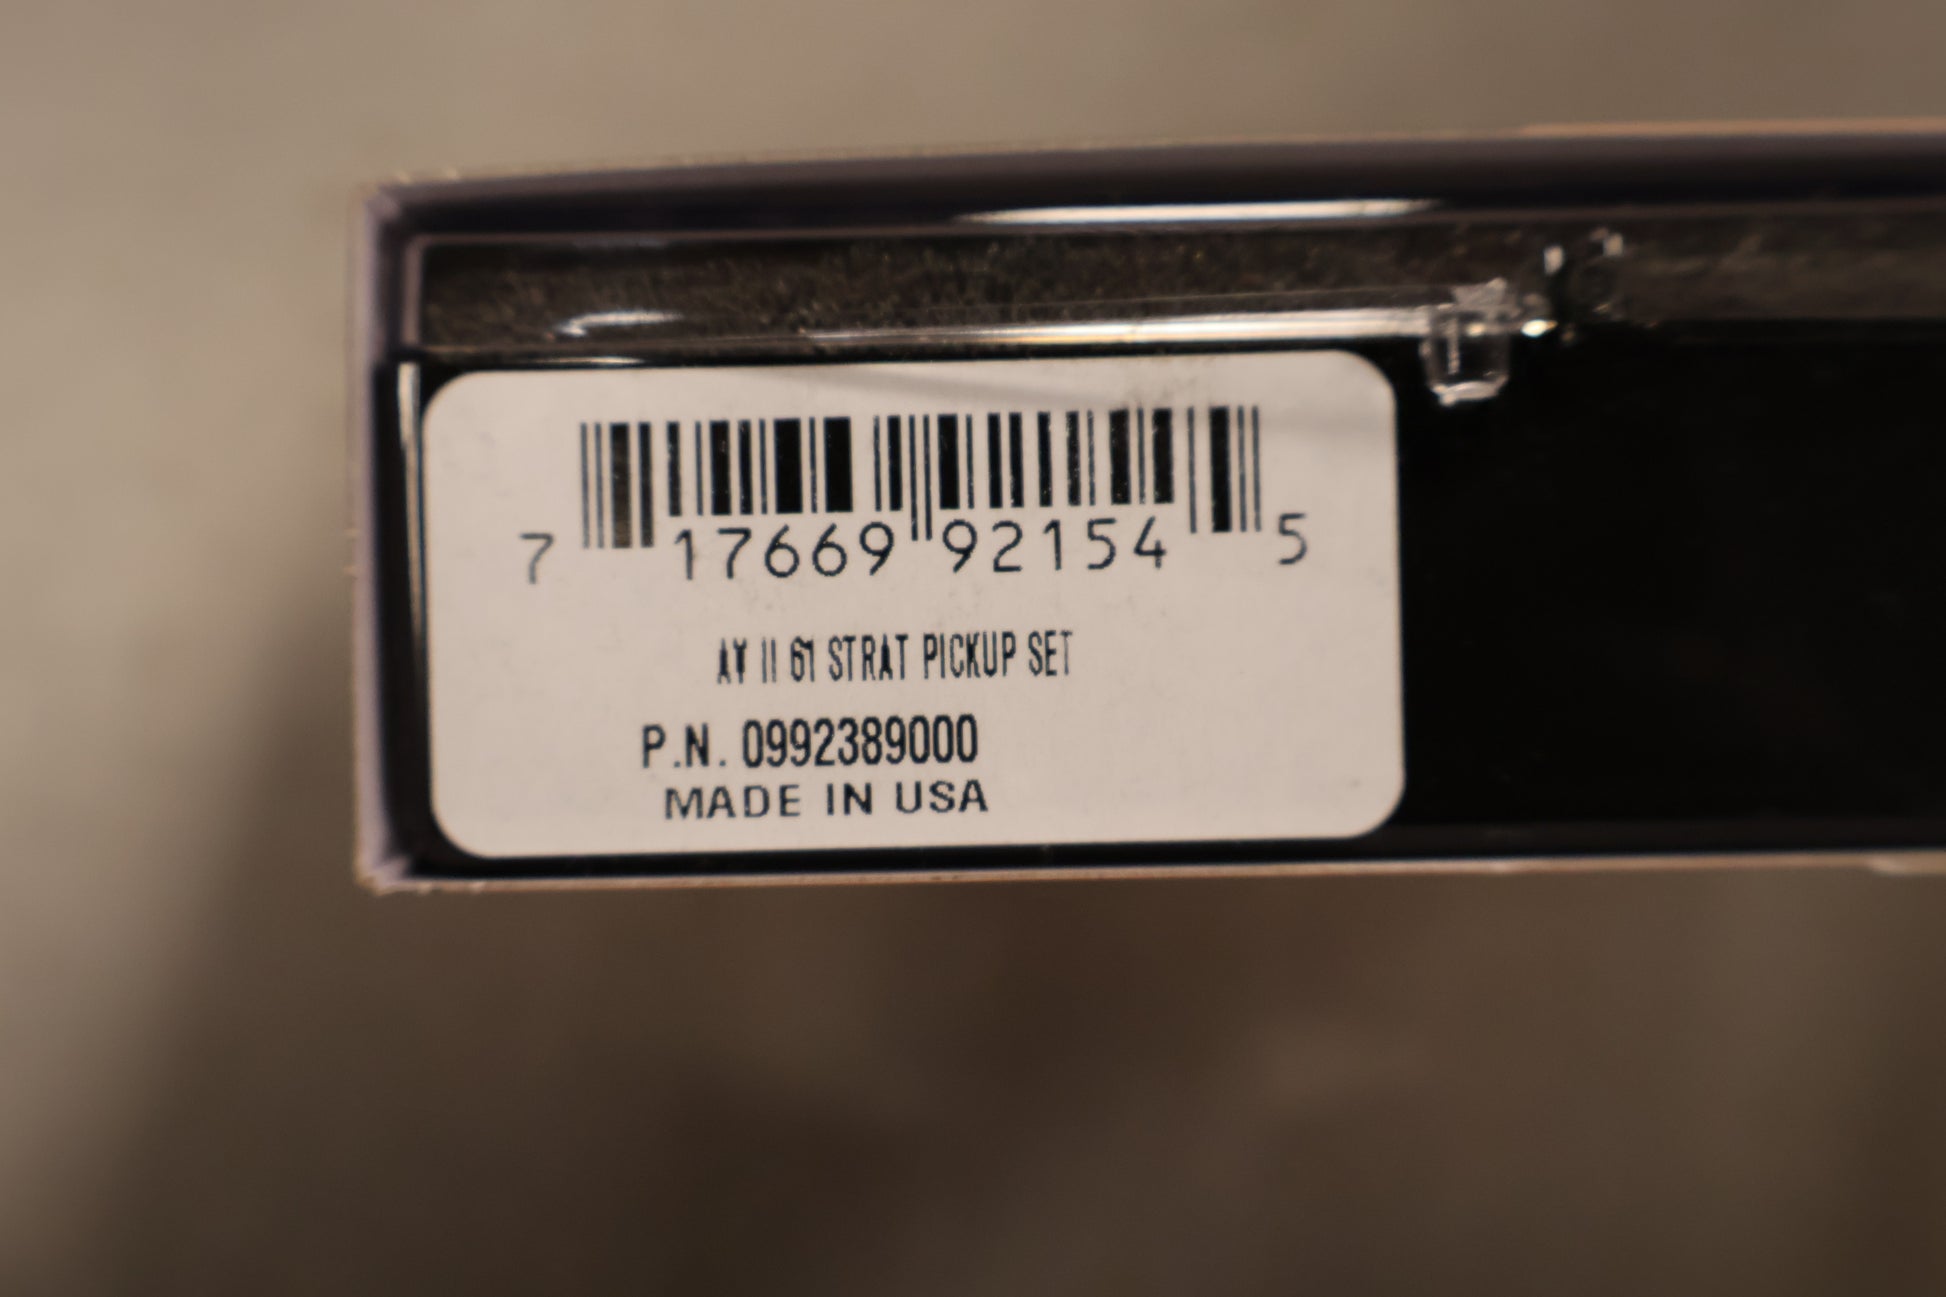 7 17669 92154 5
AV II 61 STRAT PICKUP SET
P.N. 0992389000
MADE IN USA